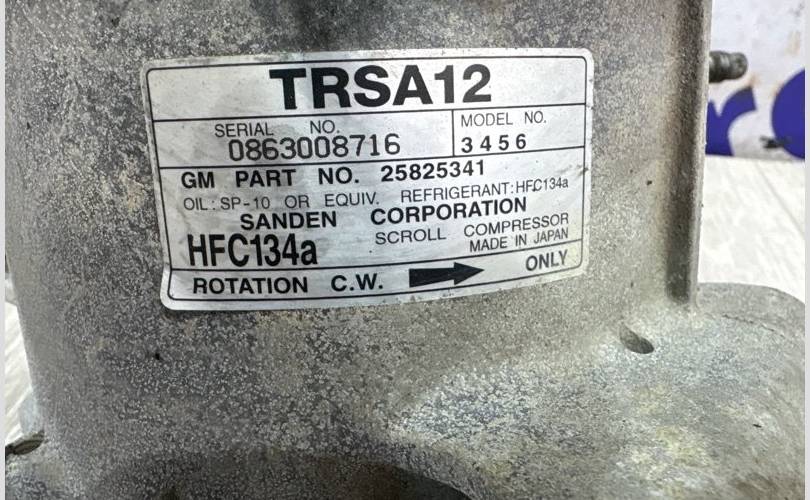 TRSA12
SERIAL NO. MODEL NO.
0863008716 3456
GM PART NO. 25825341
OIL:SP-10 OR EQUIV. REFRIGERANT:HFC134a
SANDEN CORPORATION
HFC134a SCROLL COMPRESSOR
MADE IN JAPAN
ROTATION C.W. ONLY